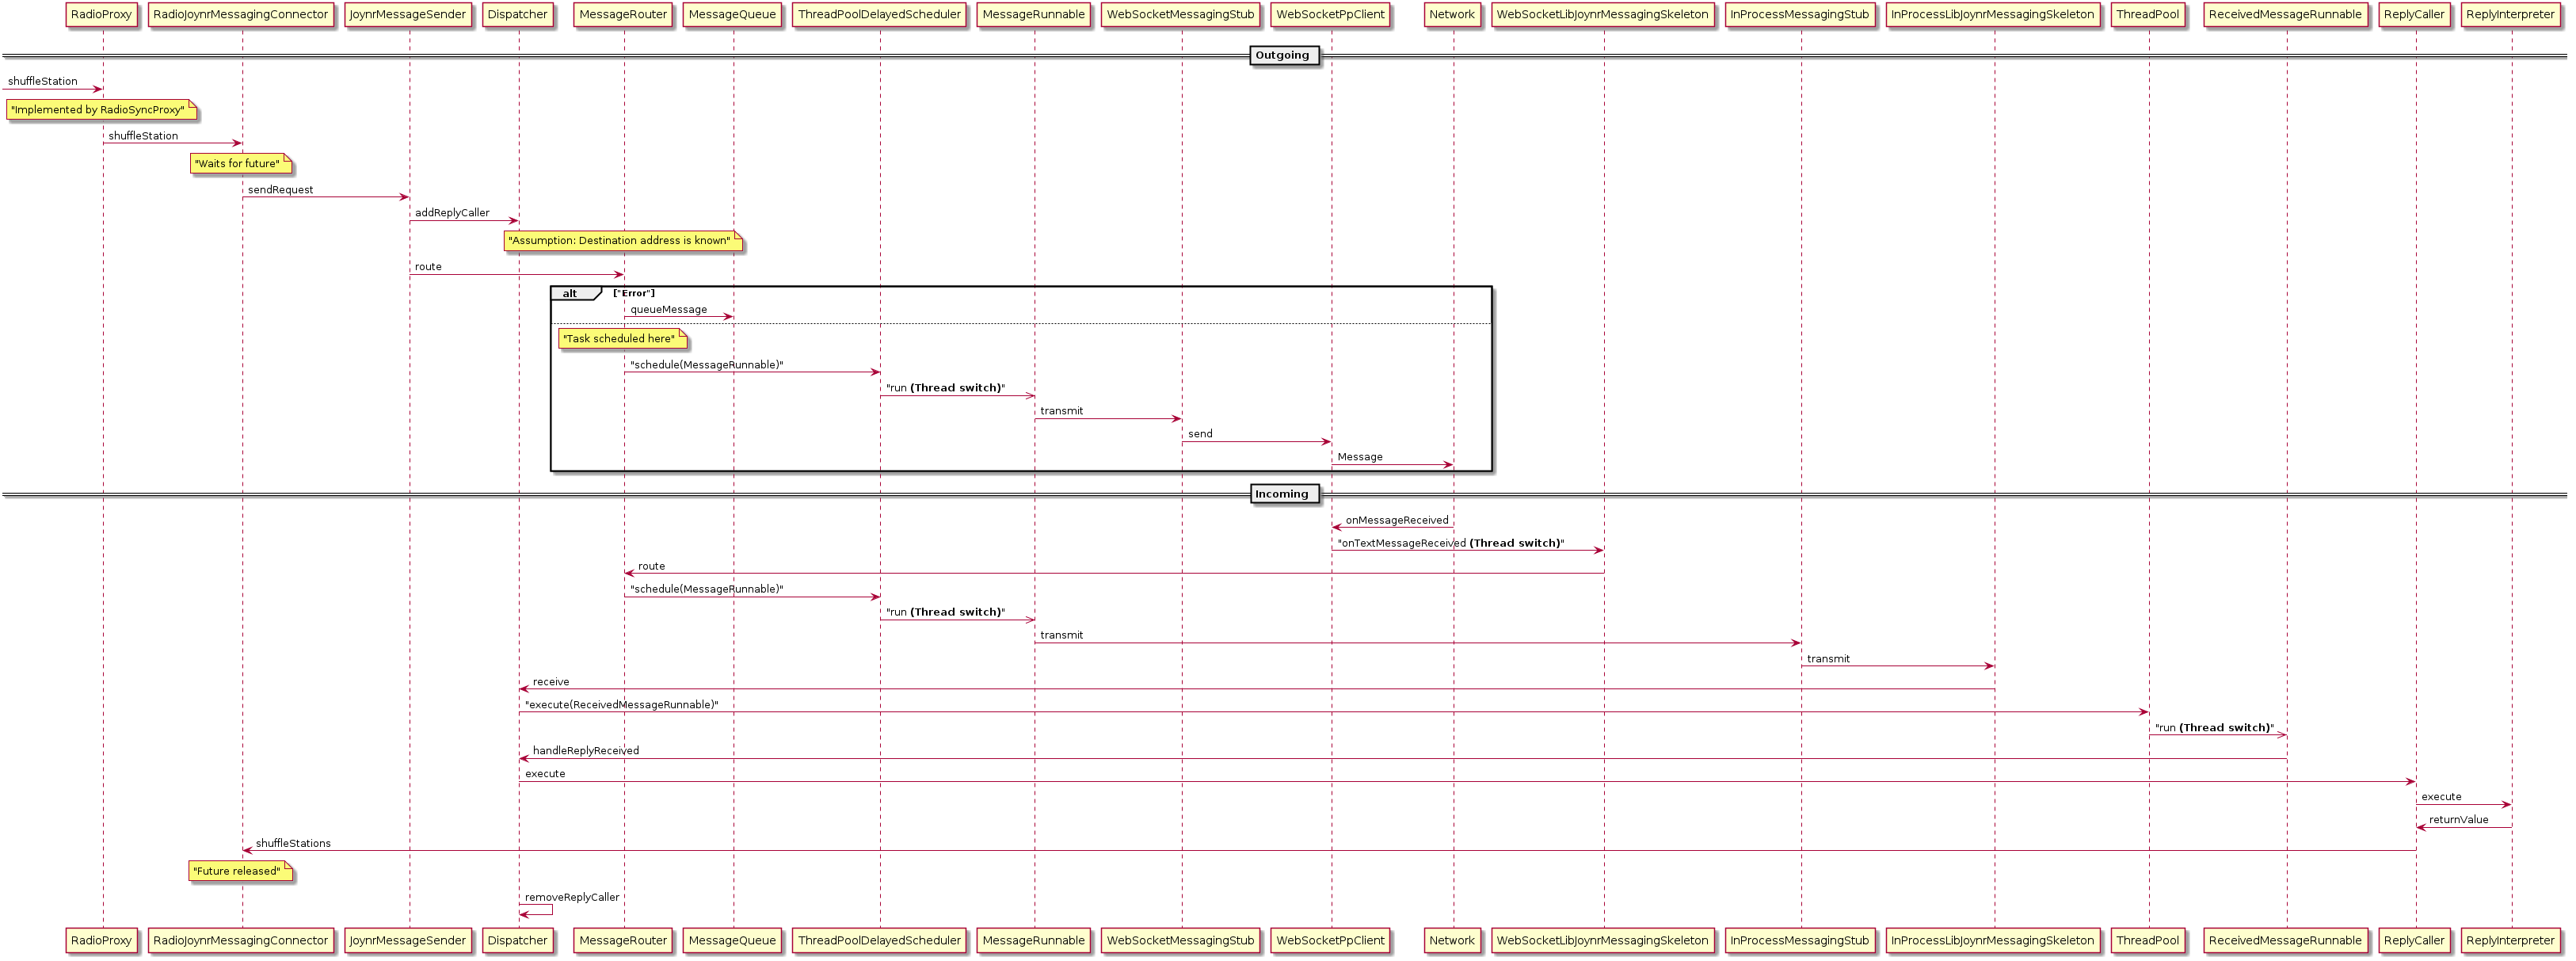 RadioProxy RadioJoynrMessagingConnector JoynrMessageSender Dispatcher MessageRouter MessageQueue ThreadPoolDelayedScheduler MessageRunnable WebSocketMessagingStub WebSocketPpClient Network WebSocketLibJoynrMessagingSkeleton InProcessMessagingStub InProcessLibJoynrMessagingSkeleton ThreadPool ReceivedMessageRunnable ReplyCaller ReplyInterpreter
Outgoing
shuffleStation
"Implemented by RadioSyncProxy"
shuffleStation
"Waits for future"
sendRequest
addReplyCaller
"Assumption: Destination address is known"
route
alt ["Error"]
queueMessage
"Task scheduled here"
"schedule(MessageRunnable)"
"run (Thread switch)"
transmit
send
Message
Incoming
onMessageReceived
"onTextMessageReceived (Thread switch)"
route
"schedule(MessageRunnable)"
"run (Thread switch)"
transmit
transmit
receive
"execute(ReceivedMessageRunnable)"
"run (Thread switch)"
handleReplyReceived
execute
execute
returnValue
shuffleStations
"Future released"
removeReplyCaller
RadioProxy RadioJoynrMessagingConnector JoynrMessageSender Dispatcher MessageRouter MessageQueue ThreadPoolDelayedScheduler MessageRunnable WebSocketMessagingStub WebSocketPpClient Network WebSocketLibJoynrMessagingSkeleton InProcessMessagingStub InProcessLibJoynrMessagingSkeleton ThreadPool ReceivedMessageRunnable ReplyCaller ReplyInterpreter